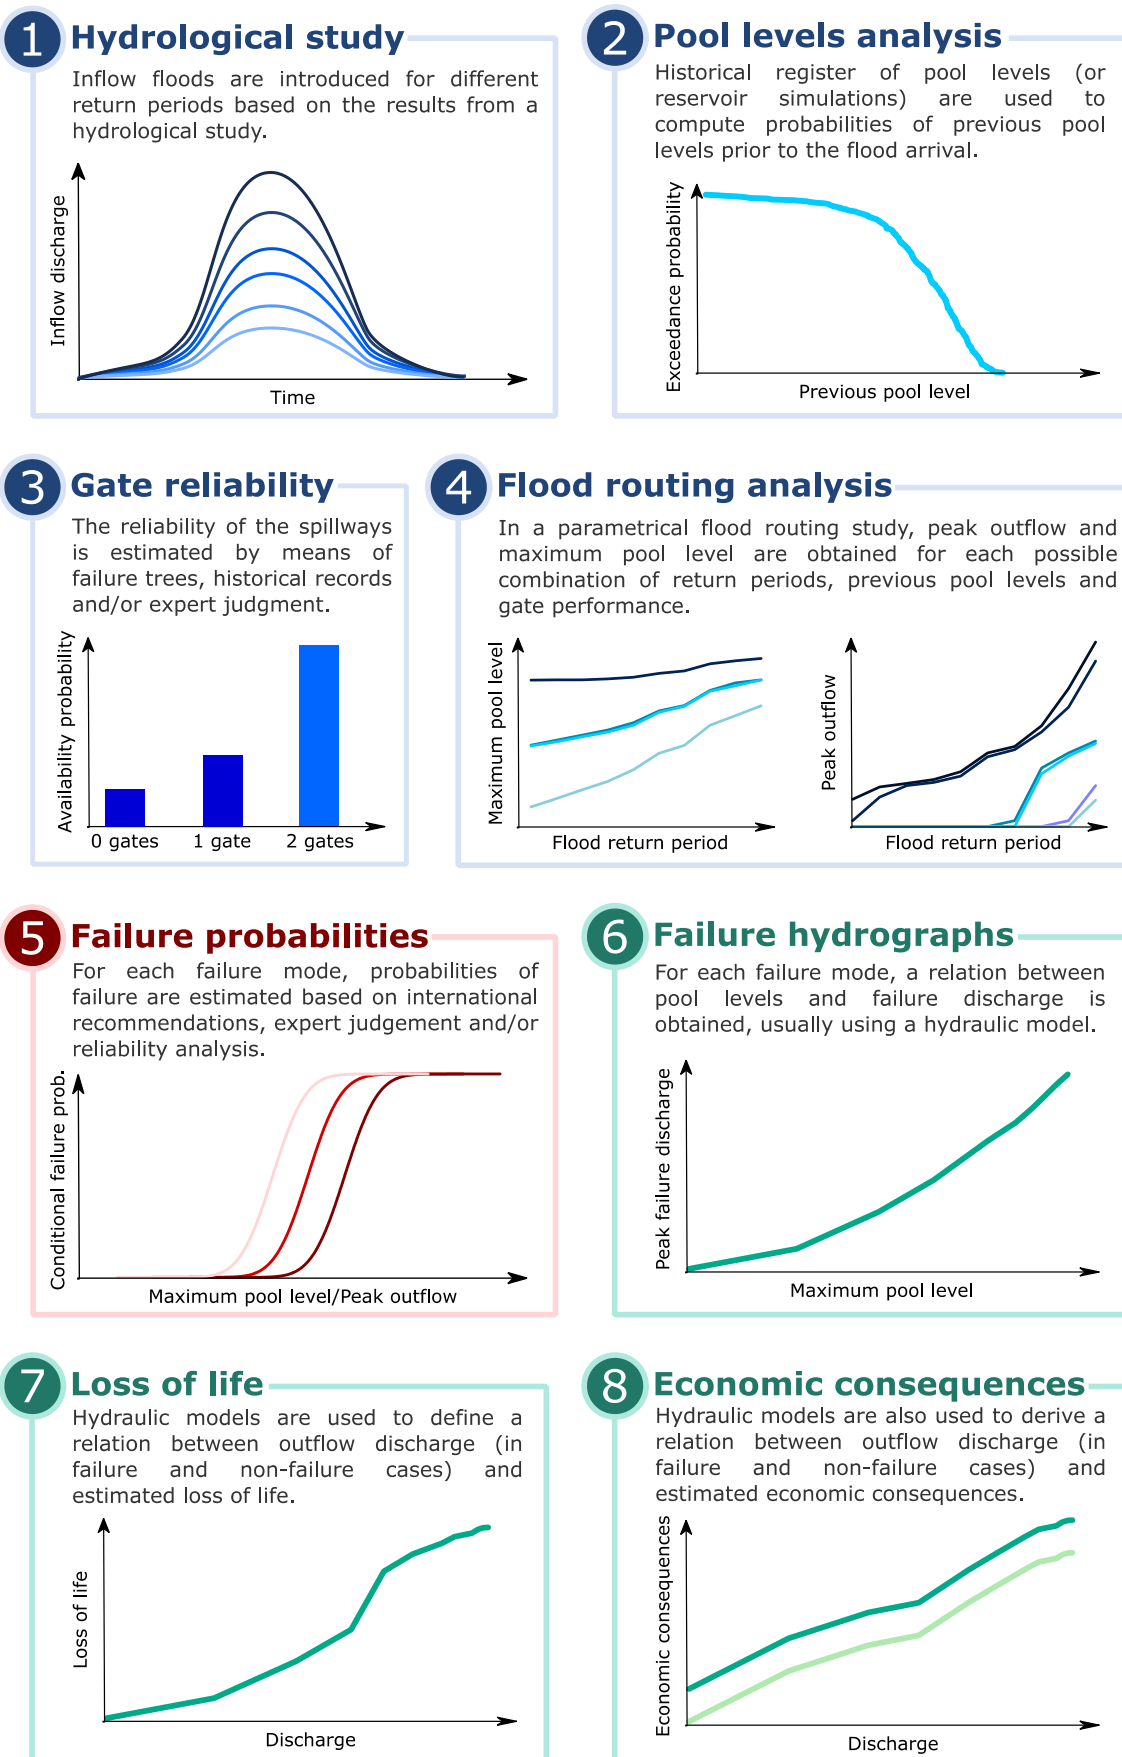 1 Hydrological study
Inflow floods are introduced for different
return periods based on the results from a
hydrological study.
Inflow discharge
Time
2 Pool levels analysis
Historical register of pool levels (or
reservoir simulations) are used to
compute probabilities of previous pool
levels prior to the flood arrival.
Exceedance probability
Previous pool level
3 Gate reliability
The reliability of the spillways
is estimated by means of
failure trees, historical records
and/or expert judgment.
Availability probability
0 gates 1 gate 2 gates
4 Flood routing analysis
In a parametrical flood routing study, peak outflow and
maximum pool level are obtained for each possible
combination of return periods, previous pool levels and
gate performance.
Maximum pool level
Flood return period
Peak outflow
Flood return period
5 Failure probabilities
For each failure mode, probabilities of
failure are estimated based on international
recommendations, expert judgement and/or
reliability analysis.
Conditional failure prob.
Maximum pool level/Peak outflow
6 Failure hydrographs
For each failure mode, a relation between
pool levels and failure discharge is
obtained, usually using a hydraulic model.
Peak failure discharge
Maximum pool level
7 Loss of life
Hydraulic models are used to define a
relation between outflow discharge (in
failure and non-failure cases) and
estimated loss of life.
Loss of life
Discharge
8 Economic consequences
Hydraulic models are also used to derive a
relation between outflow discharge (in
failure and non-failure cases) and
estimated economic consequences.
Economic consequences
Discharge